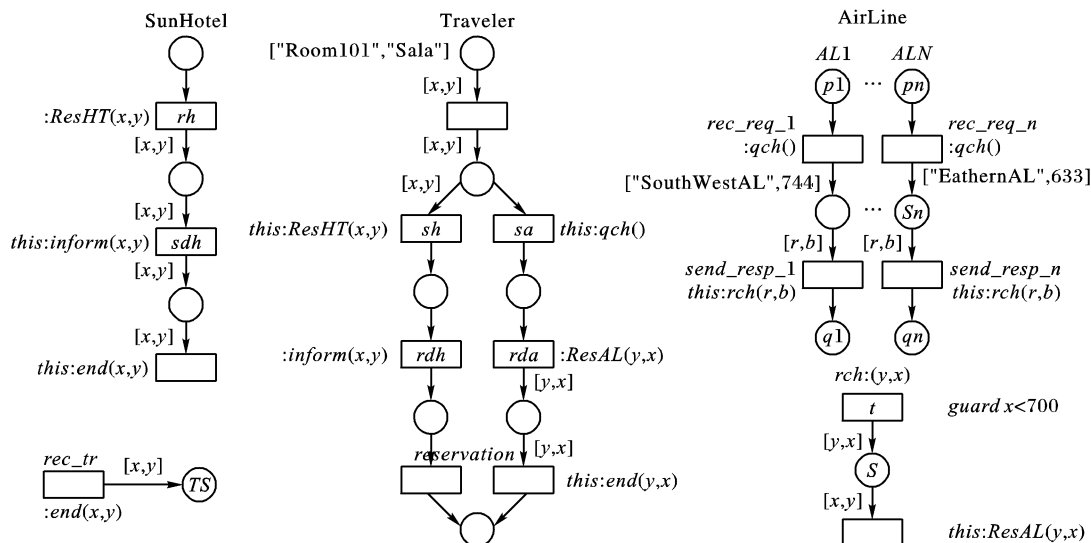 SunHotel
:ResHT(x,y)
rh
[x,y]
[x,y]
this:inform(x,y)
sdh
[x,y]
[x,y]
this:end(x,y)
rec_tr
[x,y]
TS
:end(x,y)
Traveler
["Room101","Sala"]
[x,y]
[x,y]
[x,y]
this:ResHT(x,y)
sh
sa
this:qch()
:inform(x,y)
rdh
rda
:ResAL(y,x)
[y,x]
[y,x]
reservation
this:end(y,x)
AirLine
AL1
ALN
p1
...
pn
rec_req_1
:qch()
rec_req_n
:qch()
["SouthWestAL",744]
["EathernAL",633]
...
Sn
[r,b]
[r,b]
send_resp_1
this:rch(r,b)
send_resp_n
this:rch(r,b)
q1
qn
rch:(y,x)
t
guard x<700
[y,x]
S
[x,y]
this:ResAL(y,x)